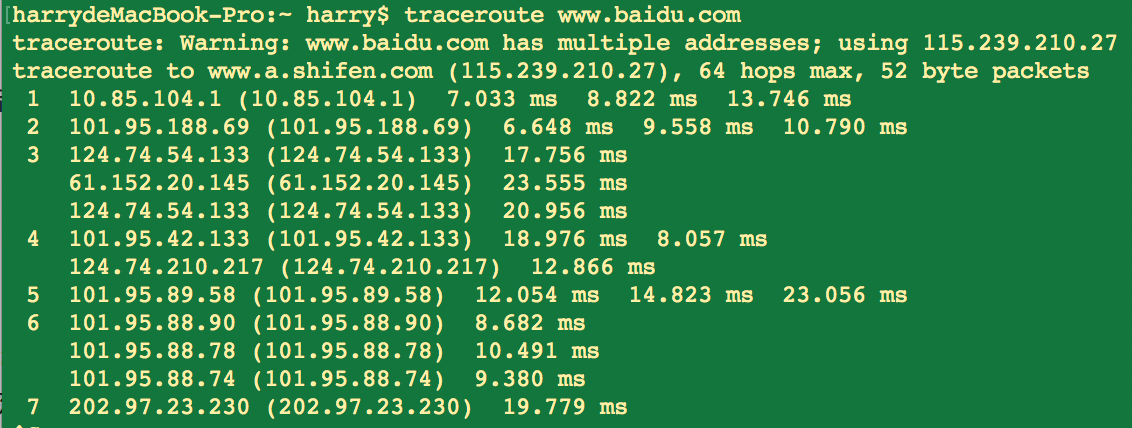 [harrydeMacBook-Pro:~ harry$ traceroute www.baidu.com
traceroute: Warning: www.baidu.com has multiple addresses; using 115.239.210.27
traceroute to www.a.shifen.com (115.239.210.27), 64 hops max, 52 byte packets
1 10.85.104.1 (10.85.104.1) 7.033 ms 8.822 ms 13.746 ms
2 101.95.188.69 (101.95.188.69) 6.648 ms 9.558 ms 10.790 ms
3 124.74.54.133 (124.74.54.133) 17.756 ms
61.152.20.145 (61.152.20.145) 23.555 ms
124.74.54.133 (124.74.54.133) 20.956 ms
4 101.95.42.133 (101.95.42.133) 18.976 ms 8.057 ms
124.74.210.217 (124.74.210.217) 12.866 ms
5 101.95.89.58 (101.95.89.58) 12.054 ms 14.823 ms 23.056 ms
6 101.95.88.90 (101.95.88.90) 8.682 ms
101.95.88.78 (101.95.88.78) 10.491 ms
101.95.88.74 (101.95.88.74) 9.380 ms
7 202.97.23.230 (202.97.23.230) 19.779 ms